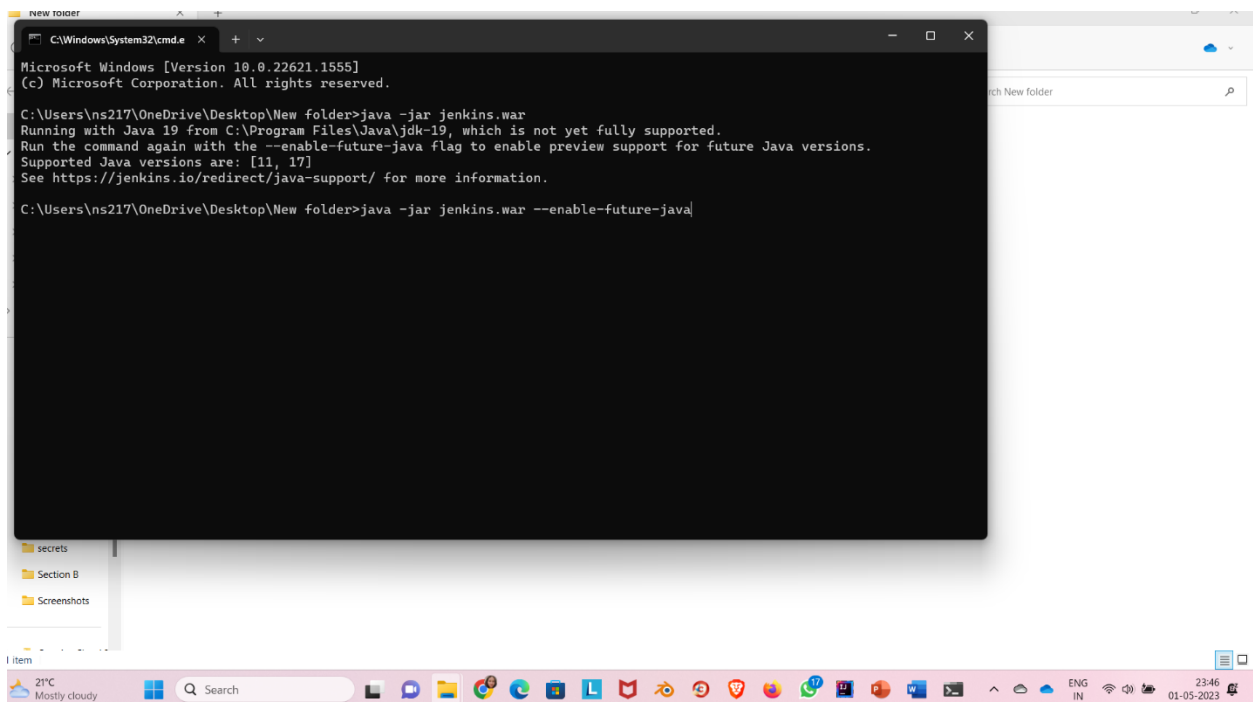 New folder
C:\Windows\System32\cmd.e
Microsoft Windows [Version 10.0.22621.1555]
(c) Microsoft Corporation. All rights reserved.
rch New folder
C:\Users\ns217\OneDrive\Desktop\New folder>java -jar jenkins.war
Running with Java 19 from C:\Program Files\Java\jdk-19, which is not yet fully supported.
Run the command again with the --enable-future-java flag to enable preview support for future Java versions.
Supported Java versions are: [11, 17]
See https://jenkins.io/redirect/java-support/ for more information.
C:\Users\ns217\OneDrive\Desktop\New folder>java -jar jenkins.war --enable-future-java
secrets
Section B
Screenshots
item
21°C
Mostly cloudy
Search
17
ENG
IN
23:46
01-05-2023